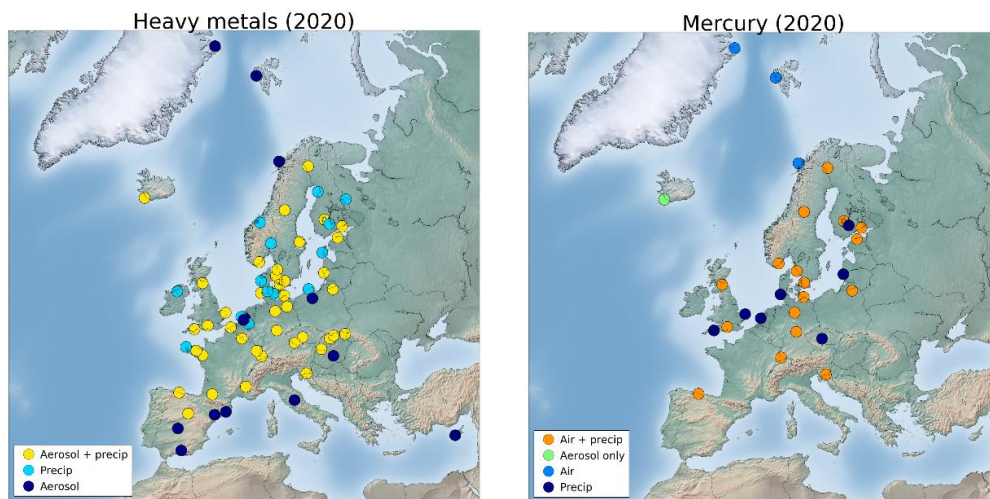 Heavy metals (2020)
Aerosol + precip
Precip
Aerosol
Mercury (2020)
Air + precip
Aerosol only
Air
Precip